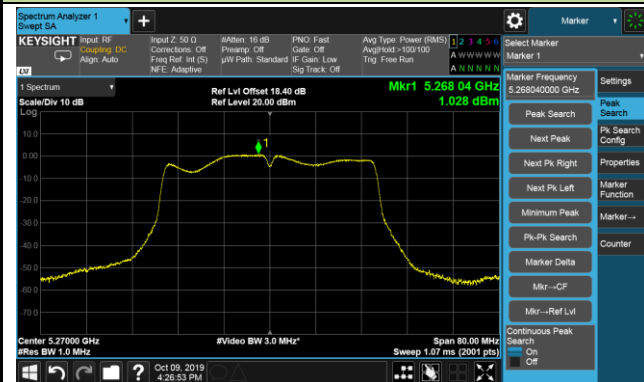 Spectrum Analyzer 1
Swept SA
Marker
KEYSIGHT
Input: RF
Coupling: DC
Align: Auto
Input Z: 50 Ω
Corrections: Off
Freq Ref: Int (S)
NFE: Adaptive
#Atten: 16 dB
Preamp: Off
µW Path: Standard
PNO: Fast
Gate: Off
IF Gain: Low
Sig Track: Off
Avg Type: Power (RMS)
Avg|Hold:>100/100
Trig: Free Run
1 2 3 4 5 6
A W W W W W
A N N N N N
LXI
Select Marker
Marker 1
1 Spectrum
Scale/Div 10 dB
Log
Ref Lvl Offset 18.40 dB
Ref Level 20.00 dBm
Mkr1 5.268 04 GHz
1.028 dBm
10.0
0.00
-10.0
-20.0
-30.0
-40.0
-50.0
-60.0
-70.0
1
Center 5.27000 GHz
#Res BW 1.0 MHz
#Video BW 3.0 MHz*
Span 80.00 MHz
Sweep 1.07 ms (2001 pts)
Marker Frequency
5.268040000 GHz
Peak Search
Next Peak
Next Pk Right
Next Pk Left
Minimum Peak
Pk-Pk Search
Marker Delta
Mkr→CF
Mkr→Ref Lvl
Continuous Peak
Search
On
Off
Settings
Peak
Search
Pk Search
Config
Properties
Marker
Function
Marker→
Counter
Oct 09, 2019
4:26:53 PM